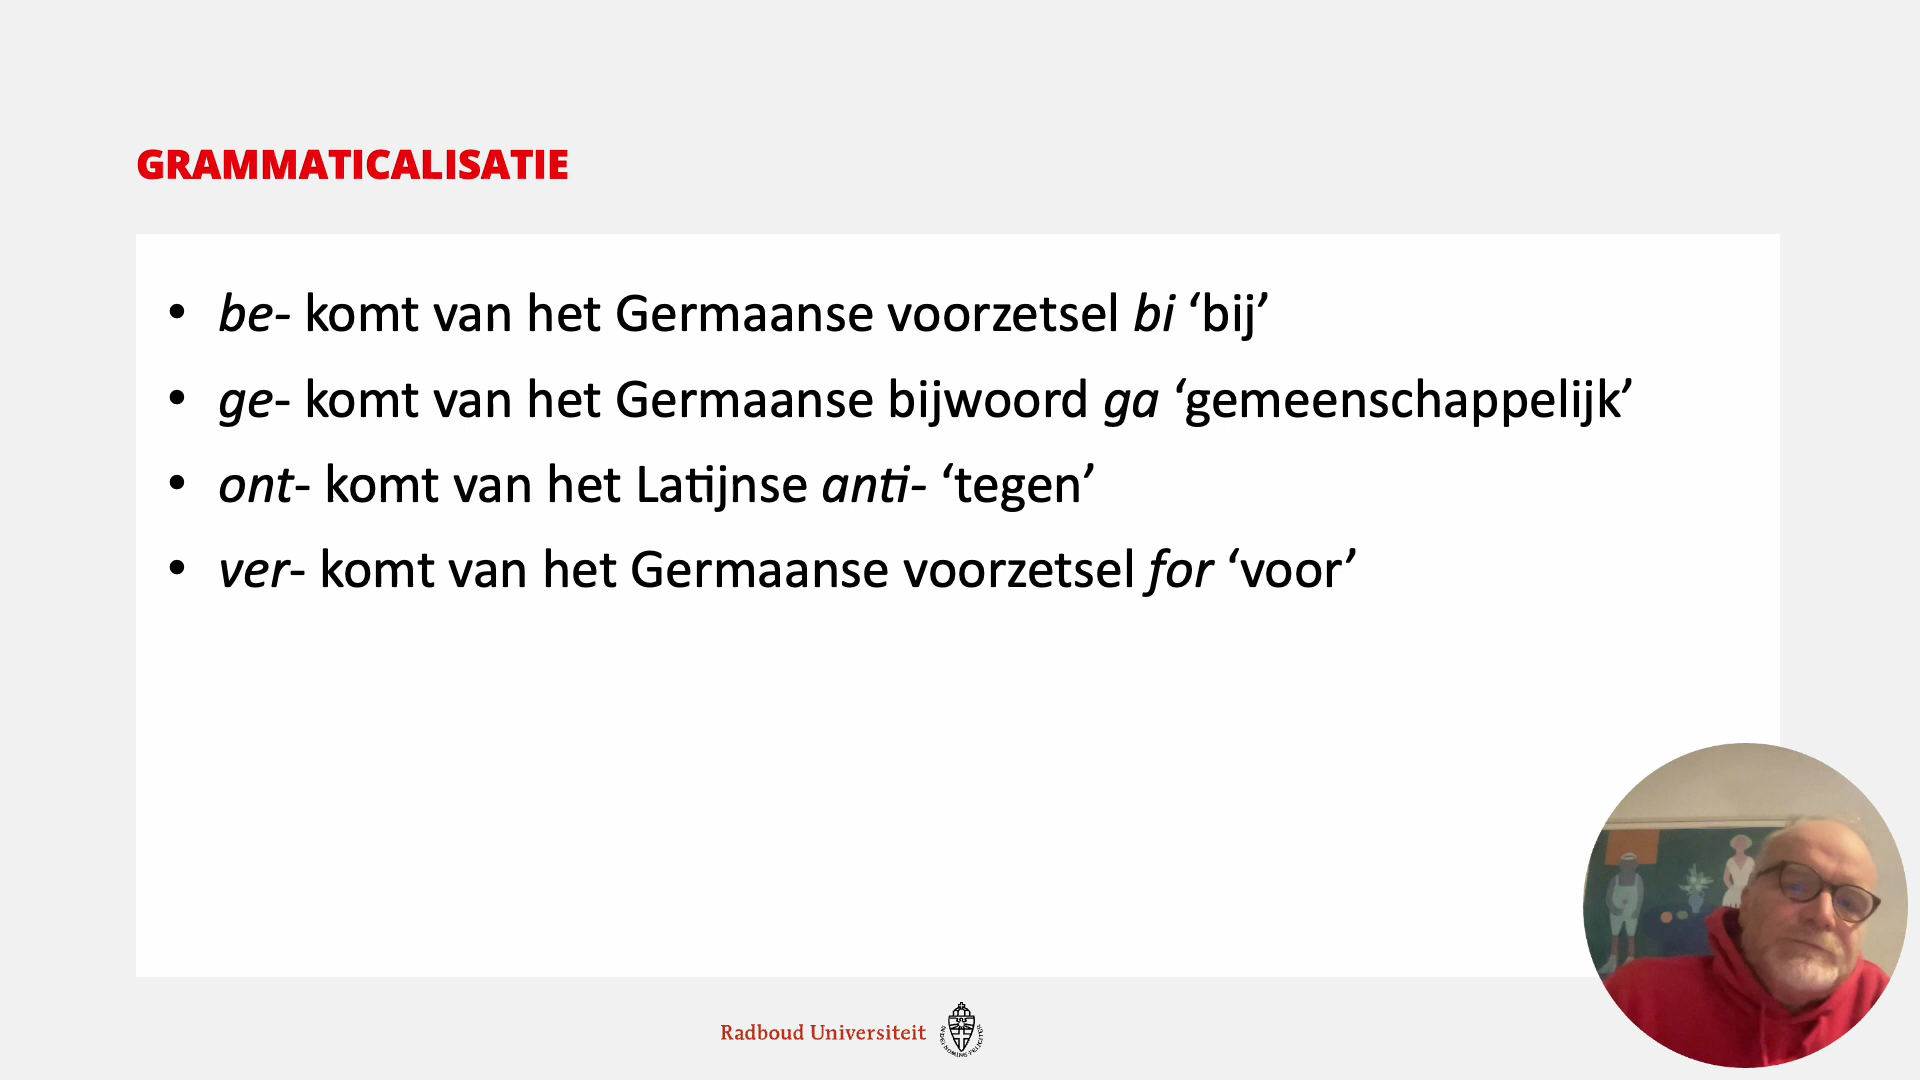 GRAMMATICALISATIE
• be- komt van het Germaanse voorzetsel bi ‘bij’
• ge- komt van het Germaanse bijwoord ga ‘gemeenschappelijk’
• ont- komt van het Latijnse anti- ‘tegen’
• ver- komt van het Germaanse voorzetsel for ‘voor’
Radboud Universiteit